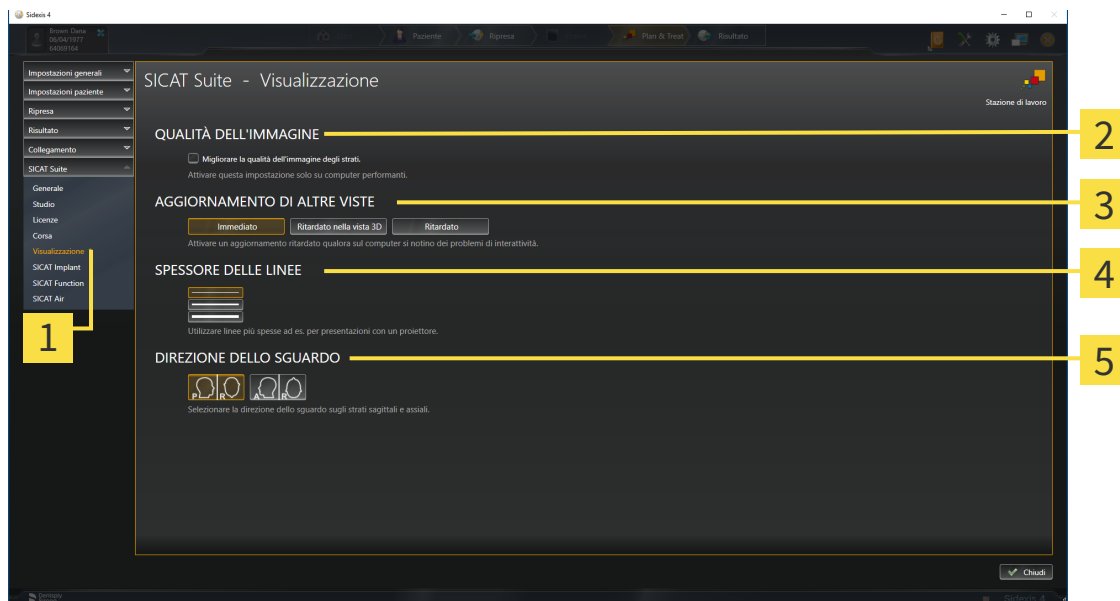 Sidexis 4
Brown Dana
06/04/1977
64069164
Paziente
Ripresa
Plan & Treat
Risultato
Impostazioni generali
Impostazioni paziente
Ripresa
Risultato
Collegamento
SICAT Suite
Generale
Studio
Licenze
Corsa
Visualizzazione
SICAT Implant
SICAT Function
SICAT Air
1
SICAT Suite - Visualizzazione
Stazione di lavoro
QUALITÀ DELL'IMMAGINE
2
Migliorare la qualità dell'immagine degli strati.
Attivare questa impostazione solo su computer performanti.
AGGIORNAMENTO DI ALTRE VISTE
3
Immediato
Ritardato nella vista 3D
Ritardato
Attivare un aggiornamento ritardato qualora sul computer si notino dei problemi di interattività.
SPESSORE DELLE LINEE
4
Utilizzare linee più spesse ad es. per presentazioni con un proiettore.
DIREZIONE DELLO SGUARDO
5
P R
A R
Selezionare la direzione dello sguardo sugli strati sagittali e assiali.
Chiudi
Dentsply
Sidexis 4